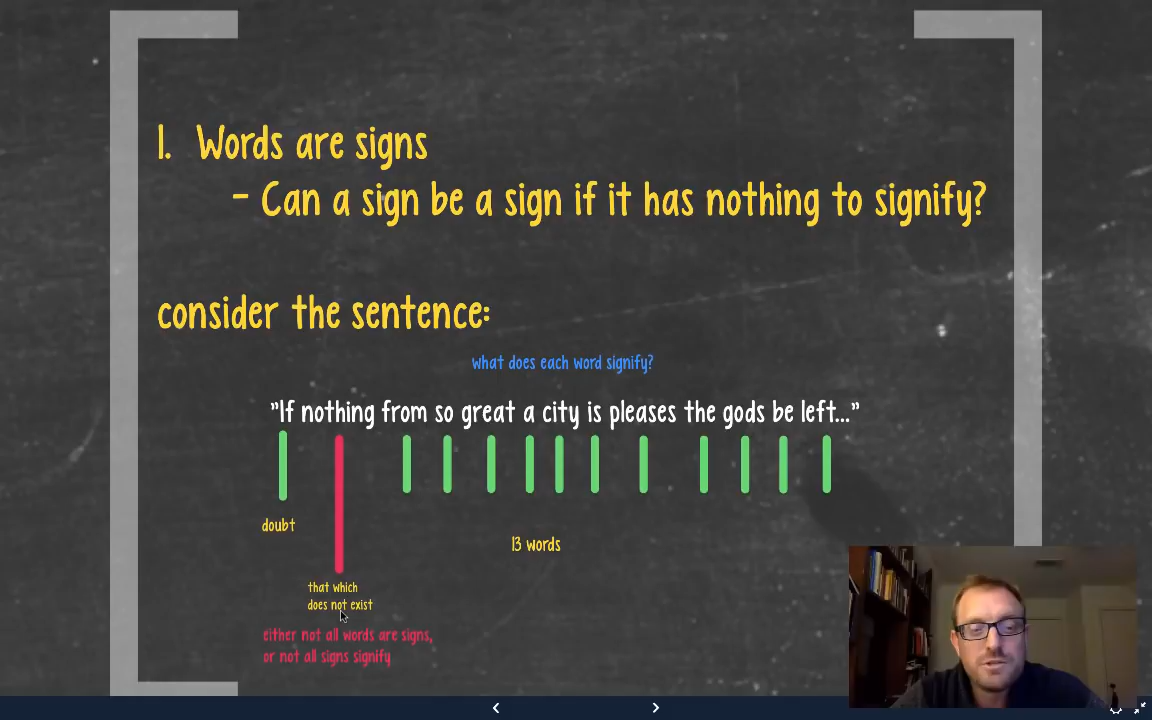 1. Words are signs
- Can a sign be a sign if it has nothing to signify?
consider the sentence:
what does each word signify?
"If nothing from so great a city is pleases the gods be left..."
doubt
13 words
that which
does not exist
either not all words are signs,
or not all signs signify